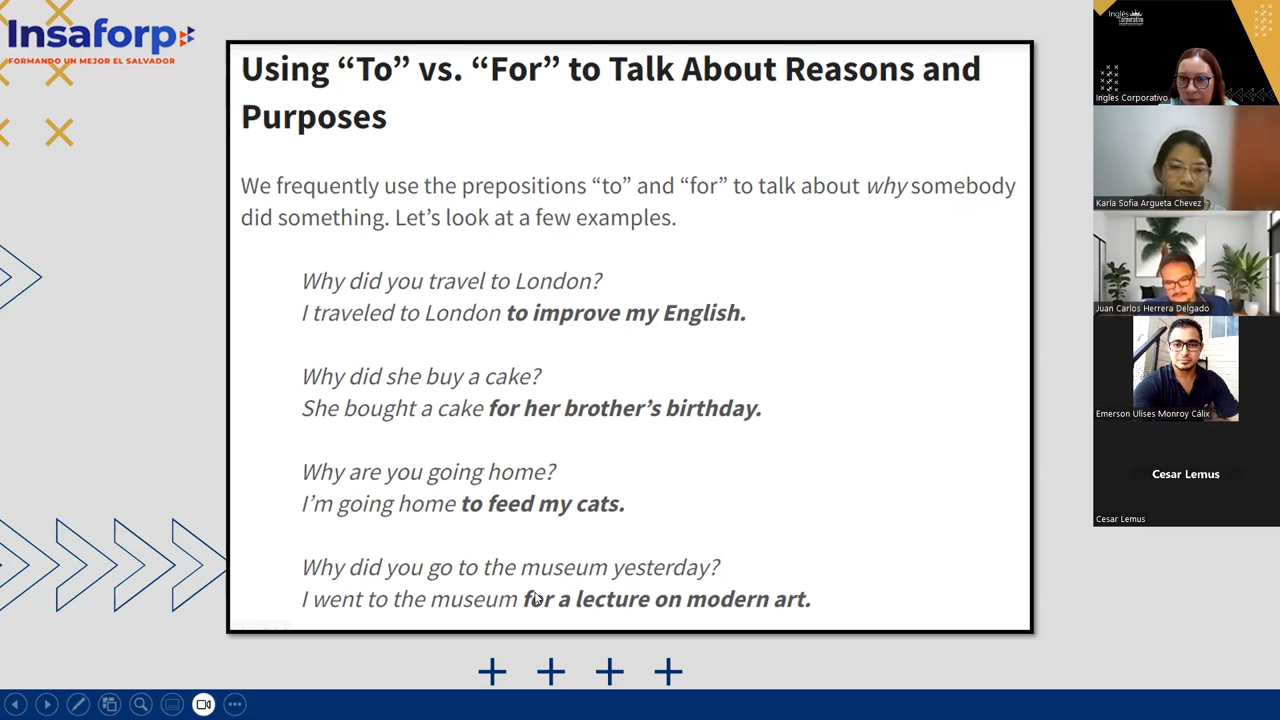 Insaforp
FORMANDO UN MEJOR EL SALVADOR
Using “To” vs. “For” to Talk About Reasons and
Purposes
We frequently use the prepositions “to” and “for” to talk about why somebody
did something. Let’s look at a few examples.
Why did you travel to London?
I traveled to London to improve my English.
Why did she buy a cake?
She bought a cake for her brother’s birthday.
Why are you going home?
I’m going home to feed my cats.
Why did you go to the museum yesterday?
I went to the museum for a lecture on modern art.
Inglés
Corporativo
Ingles Corporativo
Karla Sofia Argueta Chevez
Juan Carlos Herrera Delgado
Emerson Ulises Monroy Cálix
Cesar Lemus
Cesar Lemus